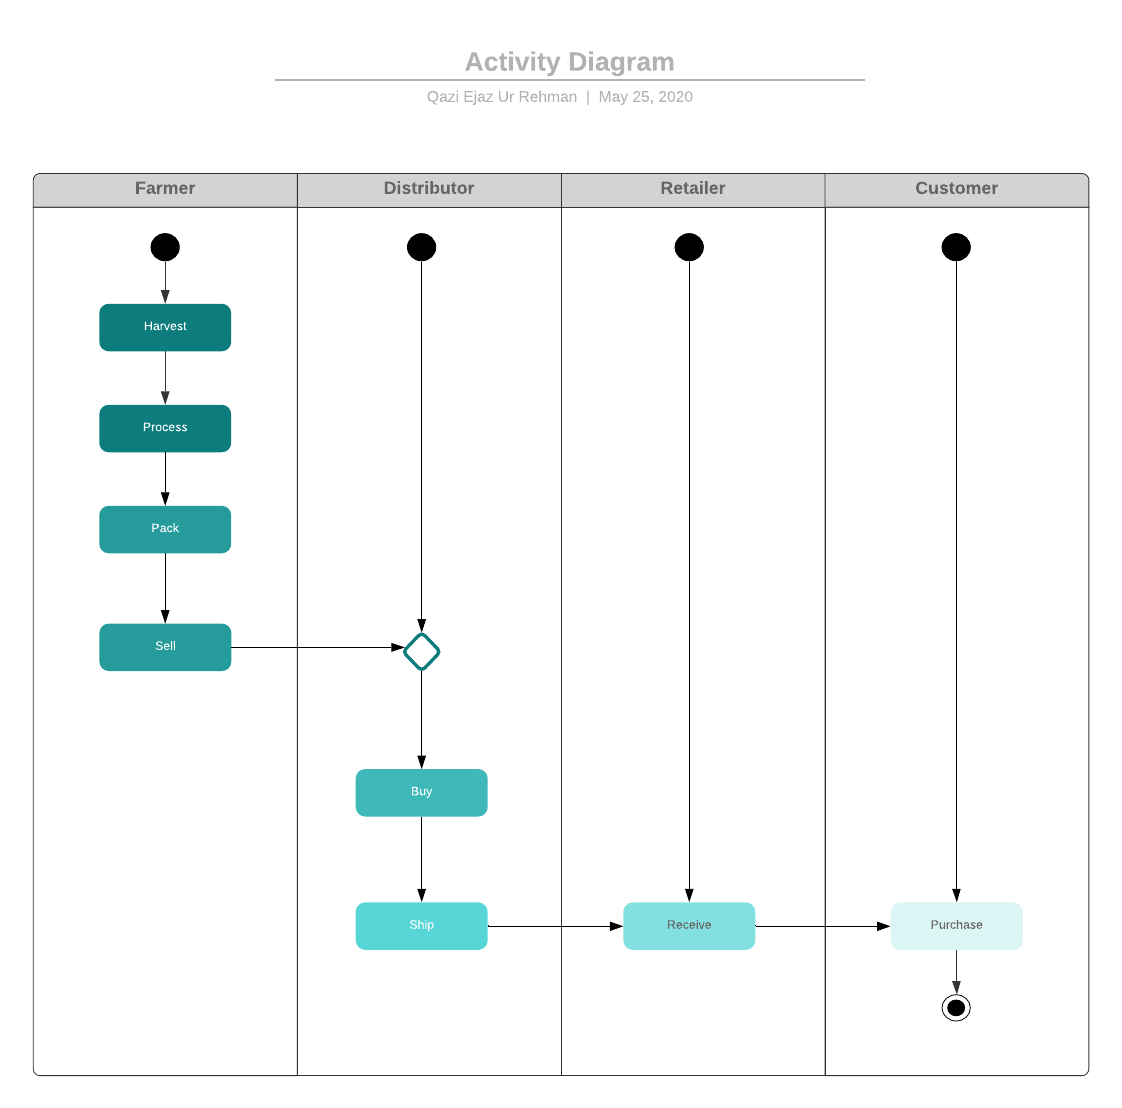 Activity Diagram
Qazi Ejaz Ur Rehman | May 25, 2020
Farmer
Distributor
Retailer
Customer
Harvest
Process
Pack
Sell
Buy
Ship
Receive
Purchase